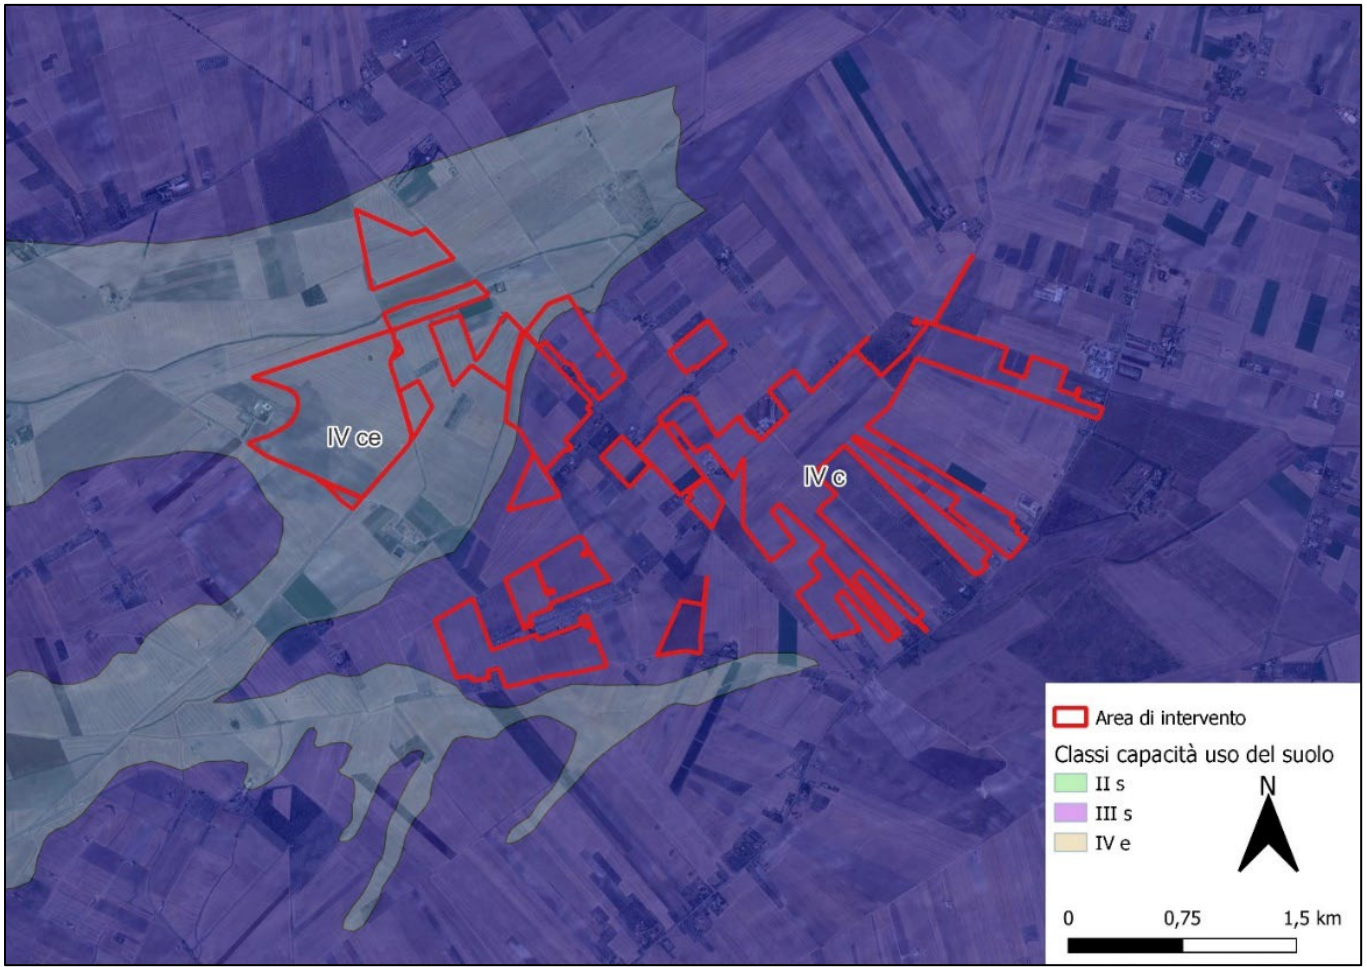 IV ce
IV c
Area di intervento
Classi capacità uso del suolo
II s
III s
IV e
N
0 0,75 1,5 km